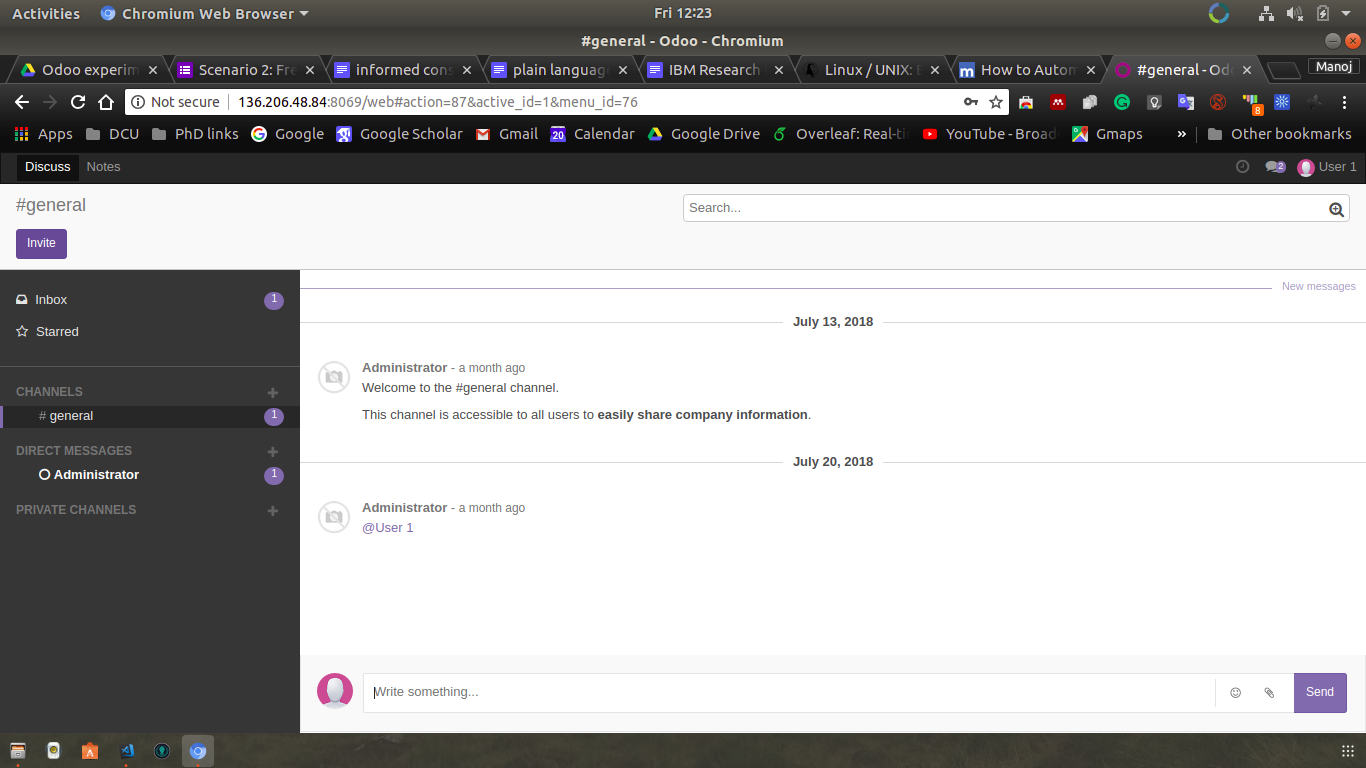 Activities Chromium Web Browser Fri 12:23
#general - Odoo - Chromium
Odoo experim Scenario 2: Fre informed cons plain language IBM Research Linux / UNIX: How to Autom #general - Odo Manoj
Not secure 136.206.48.84:8069/web#action=87&active_id=1&menu_id=76 8
Apps DCU PhD links Google Google Scholar Gmail 20 Calendar Google Drive Overleaf: Real-ti YouTube - Broad Gmaps » Other bookmarks
Discuss Notes 2 User 1
#general
Search...
Invite
New messages
Inbox 1
Starred
CHANNELS +
# general 1
DIRECT MESSAGES +
Administrator 1
PRIVATE CHANNELS +
July 13, 2018
Administrator - a month ago
Welcome to the #general channel.
This channel is accessible to all users to easily share company information.
July 20, 2018
Administrator - a month ago
@User 1
Write something...
Send